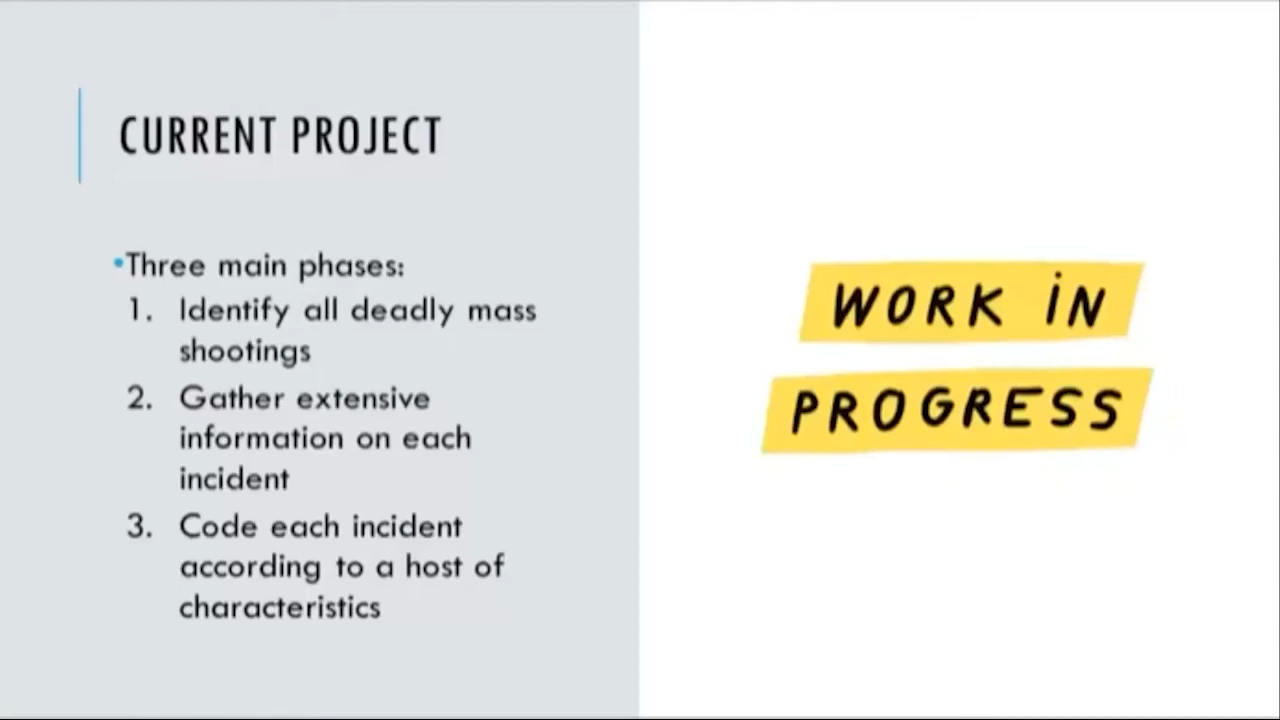 CURRENT PROJECT
•Three main phases:
1. Identify all deadly mass
shootings
2. Gather extensive
information on each
incident
3. Code each incident
according to a host of
characteristics
WORK IN
PROGRESS